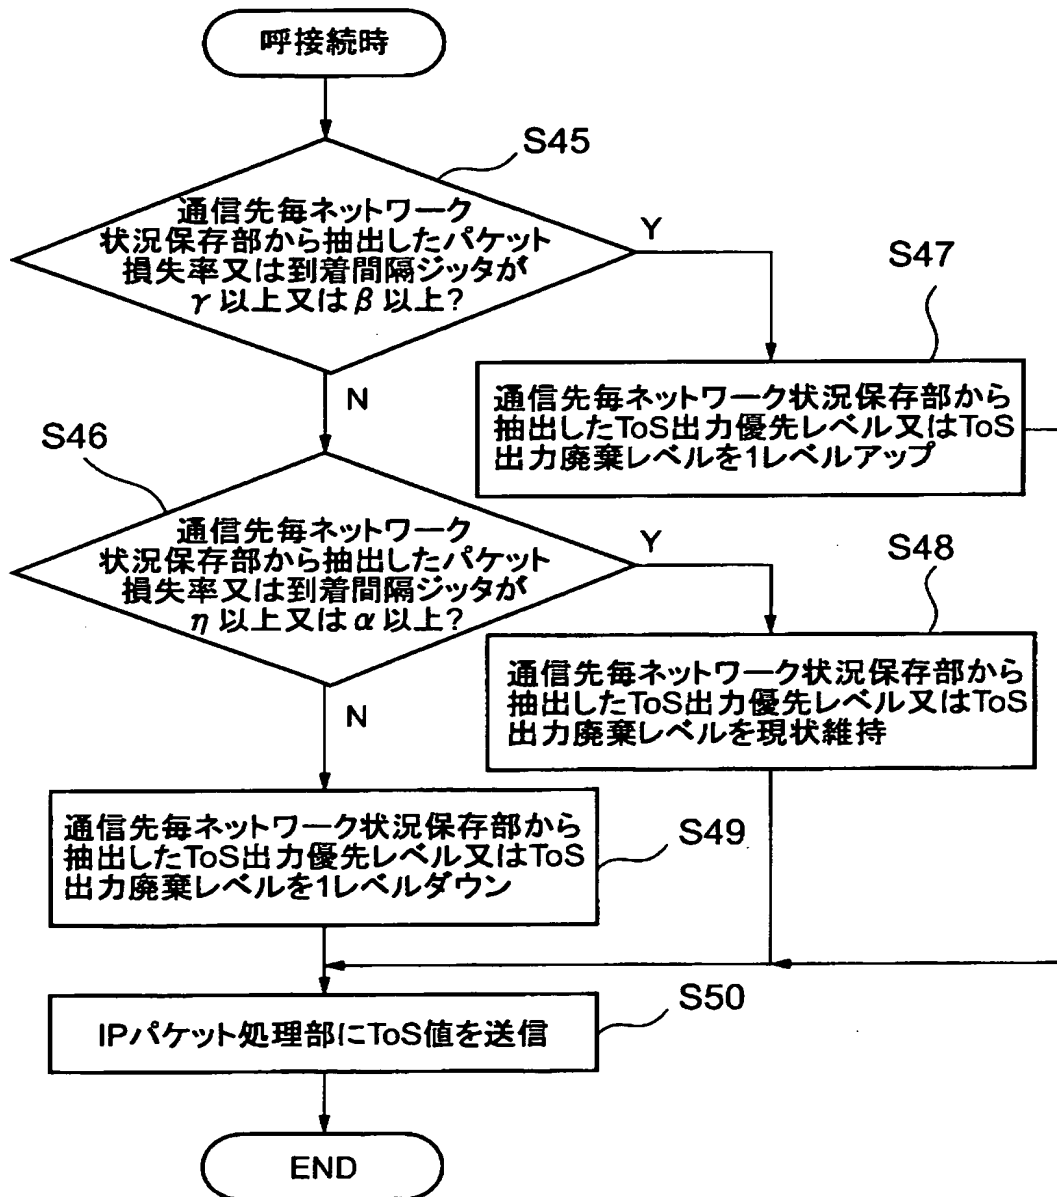 呼接続時
S45
通信先毎ネットワーク
状況保存部から抽出したパケット
損失率又は到着間隔ジッタが
γ以上又はβ以上?
Y
N
S47
通信先毎ネットワーク状況保存部から
抽出したToS出力優先レベル又はToS
出力廃棄レベルを1レベルアップ
S46
通信先毎ネットワーク
状況保存部から抽出したパケット
損失率又は到着間隔ジッタが
η以上又はα以上?
Y
N
S48
通信先毎ネットワーク状況保存部から
抽出したToS出力優先レベル又はToS
出力廃棄レベルを現状維持
通信先毎ネットワーク状況保存部から
抽出したToS出力優先レベル又はToS
出力廃棄レベルを1レベルダウン
S49
IPパケット処理部にToS値を送信
S50
END